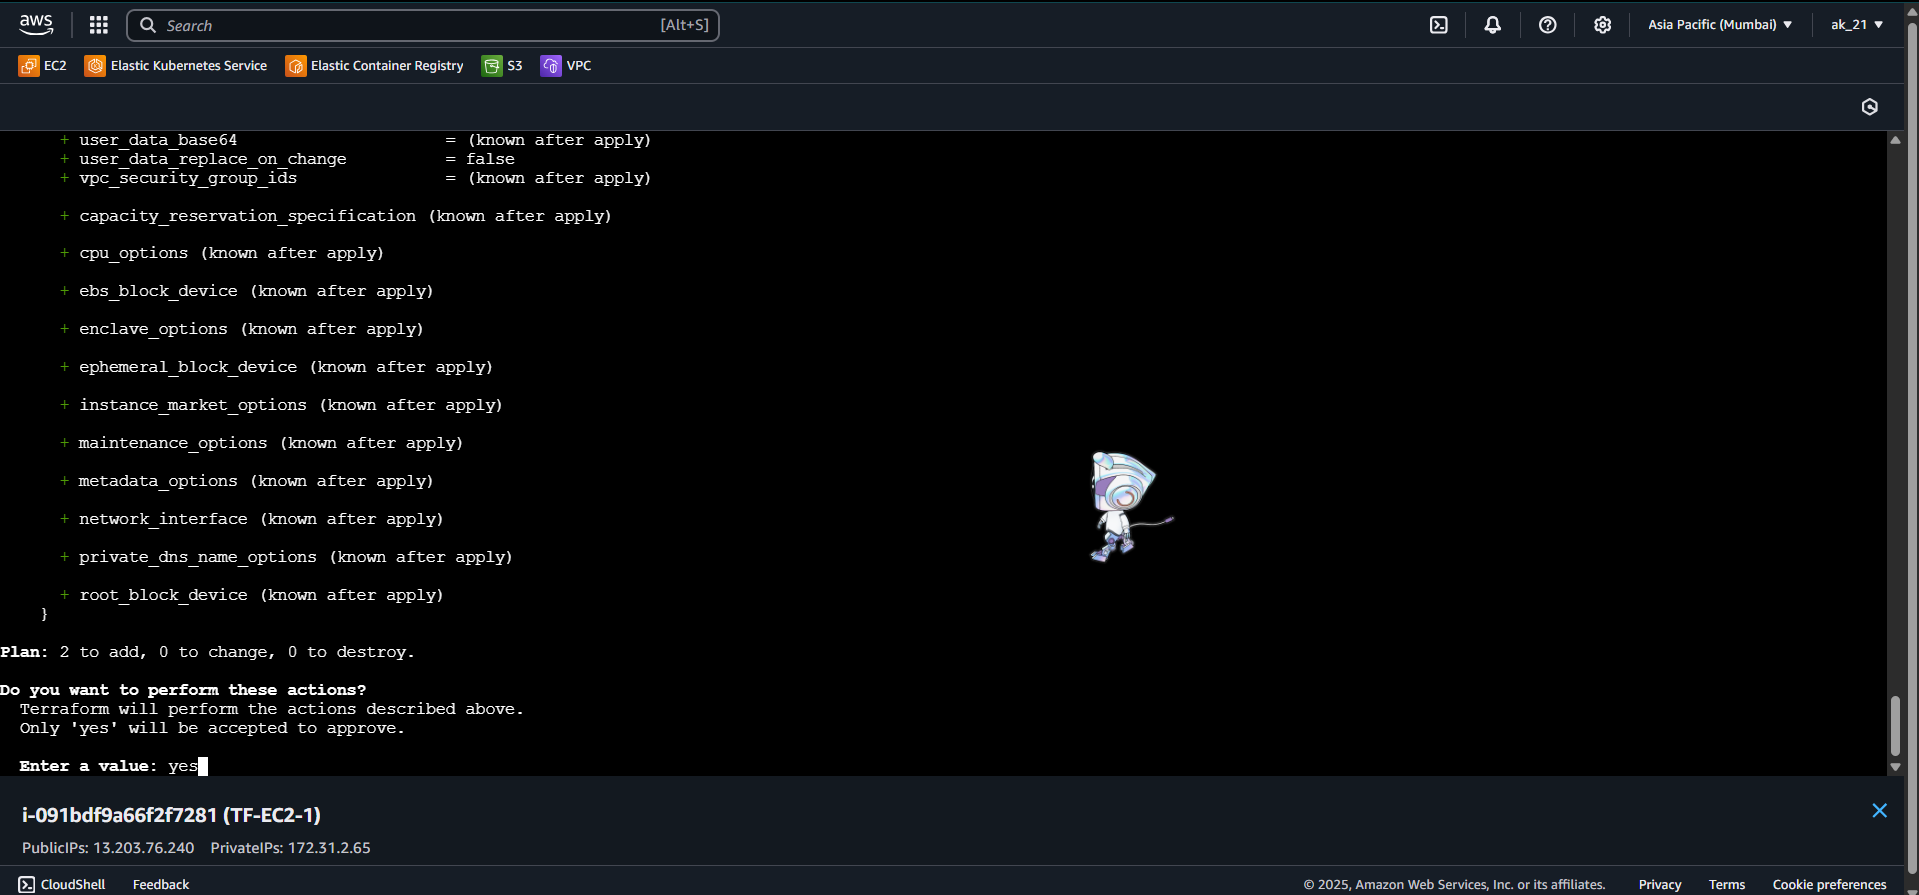 aws
Search [Alt+S]
Asia Pacific (Mumbai) ▼
ak_21 ▼
EC2 Elastic Kubernetes Service Elastic Container Registry S3 VPC
+ user_data_base64 = (known after apply)
+ user_data_replace_on_change = false
+ vpc_security_group_ids = (known after apply)
+ capacity_reservation_specification (known after apply)
+ cpu_options (known after apply)
+ ebs_block_device (known after apply)
+ enclave_options (known after apply)
+ ephemeral_block_device (known after apply)
+ instance_market_options (known after apply)
+ maintenance_options (known after apply)
+ metadata_options (known after apply)
+ network_interface (known after apply)
+ private_dns_name_options (known after apply)
+ root_block_device (known after apply)
}
Plan: 2 to add, 0 to change, 0 to destroy.
Do you want to perform these actions?
Terraform will perform the actions described above.
Only 'yes' will be accepted to approve.
Enter a value: yes
i-091bdf9a66f2f7281 (TF-EC2-1)
PublicIPs: 13.203.76.240 PrivateIPs: 172.31.2.65
CloudShell Feedback © 2025, Amazon Web Services, Inc. or its affiliates. Privacy Terms Cookie preferences